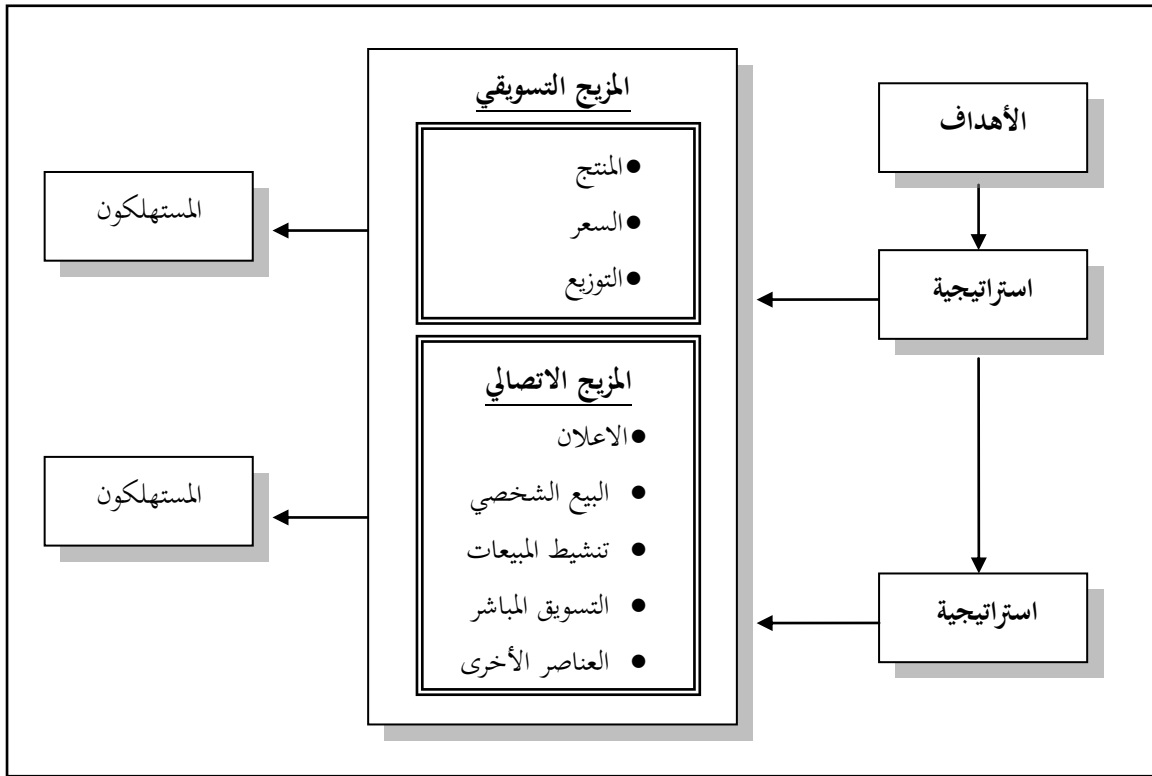 الأهداف
استراتيجية
استراتيجية
المزيج التسويقي
●المنتج
●السعر
●التوزيع
المزيج الاتصالي
●الاعلان
● البيع الشخصي
● تنشيط المبيعات
● التسويق المباشر
● العناصر الأخرى
المستهلكون
المستهلكون